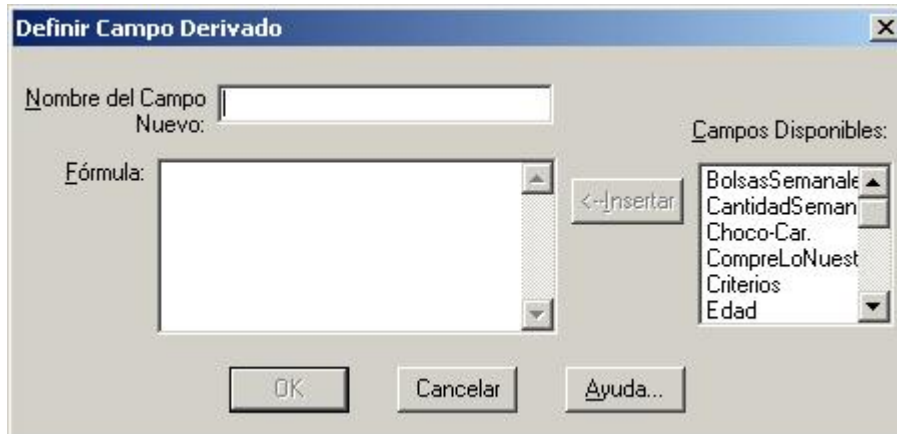 Definir Campo Derivado
Nombre del Campo
Nuevo:
Campos Disponibles:
Fórmula:
<--Insertar
BolsasSemanale
CantidadSeman
Choco-Car.
CompreLoNuest
Criterios
Edad
OK
Cancelar
Ayuda...